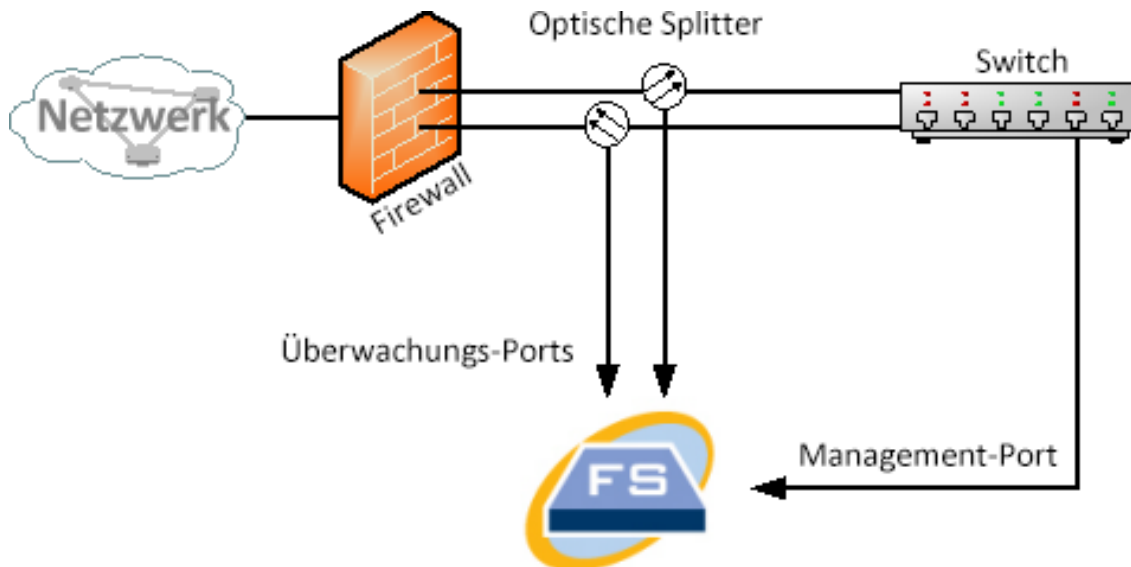 Optische Splitter
Switch
Netzwerk
Firewall
Überwachungs-Ports
Management-Port
FS